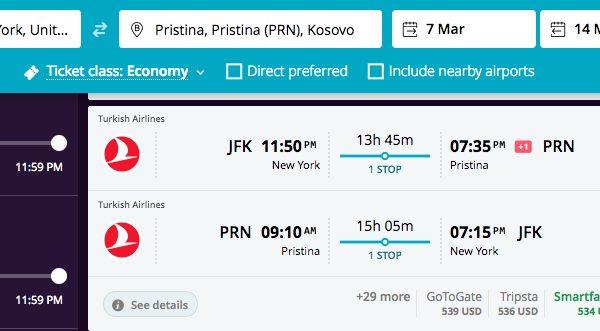 ork, Unit...
B Pristina, Pristina (PRN), Kosovo
7 Mar
14 M
Ticket class: Economy
Direct preferred
Include nearby airports
11:59 PM
11:59 PM
Turkish Airlines
JFK 11:50 PM
New York
13h 45m
1 STOP
07:35 PM +1 PRN
Pristina
Turkish Airlines
PRN 09:10 AM
Pristina
15h 05m
1 STOP
07:15 PM JFK
New York
See details
+29 more
GoToGate
539 USD
Tripsta
536 USD
Smartfa
534